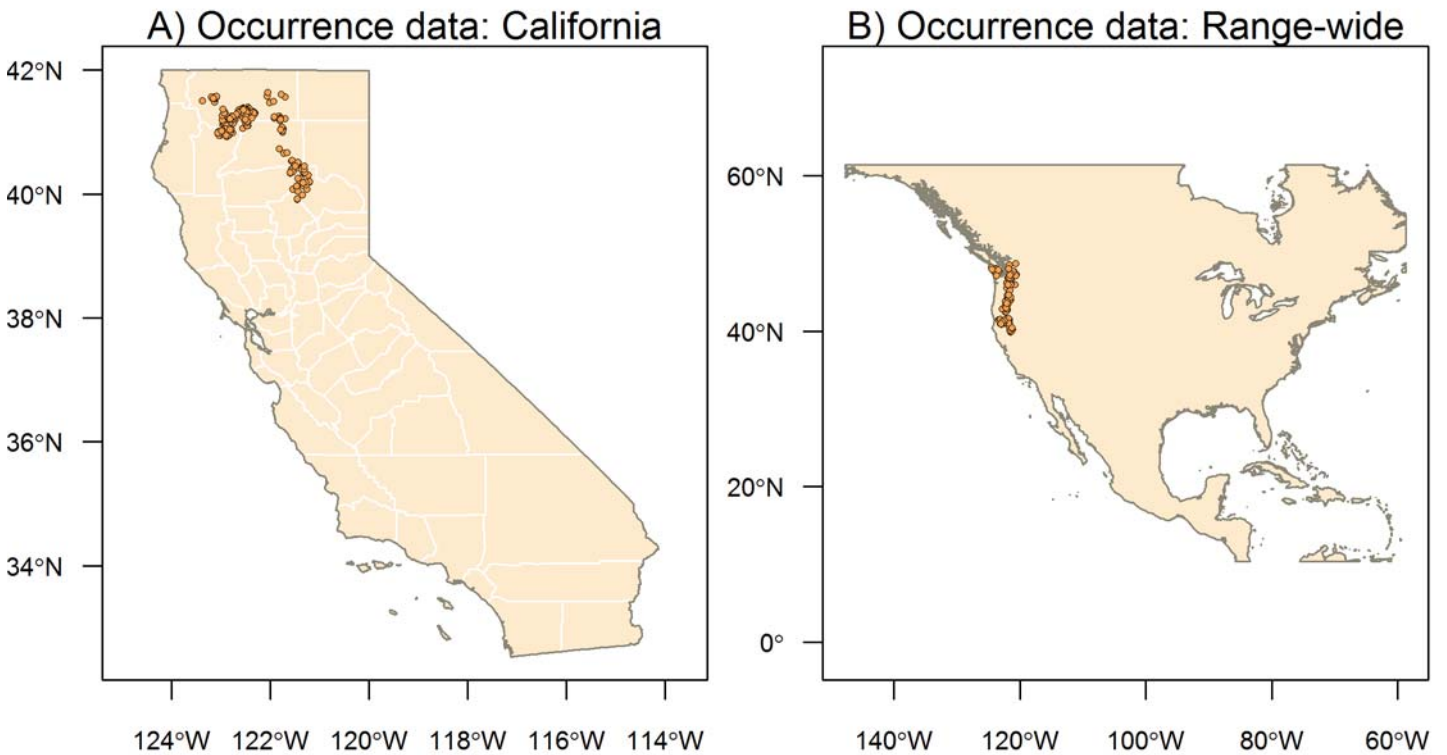 A) Occurrence data: California
42°N
40°N
38°N
36°N
34°N
124°W 122°W 120°W 118°W 116°W 114°W
B) Occurrence data: Range-wide
60°N
40°N
20°N
0°
140°W 120°W 100°W 80°W 60°W